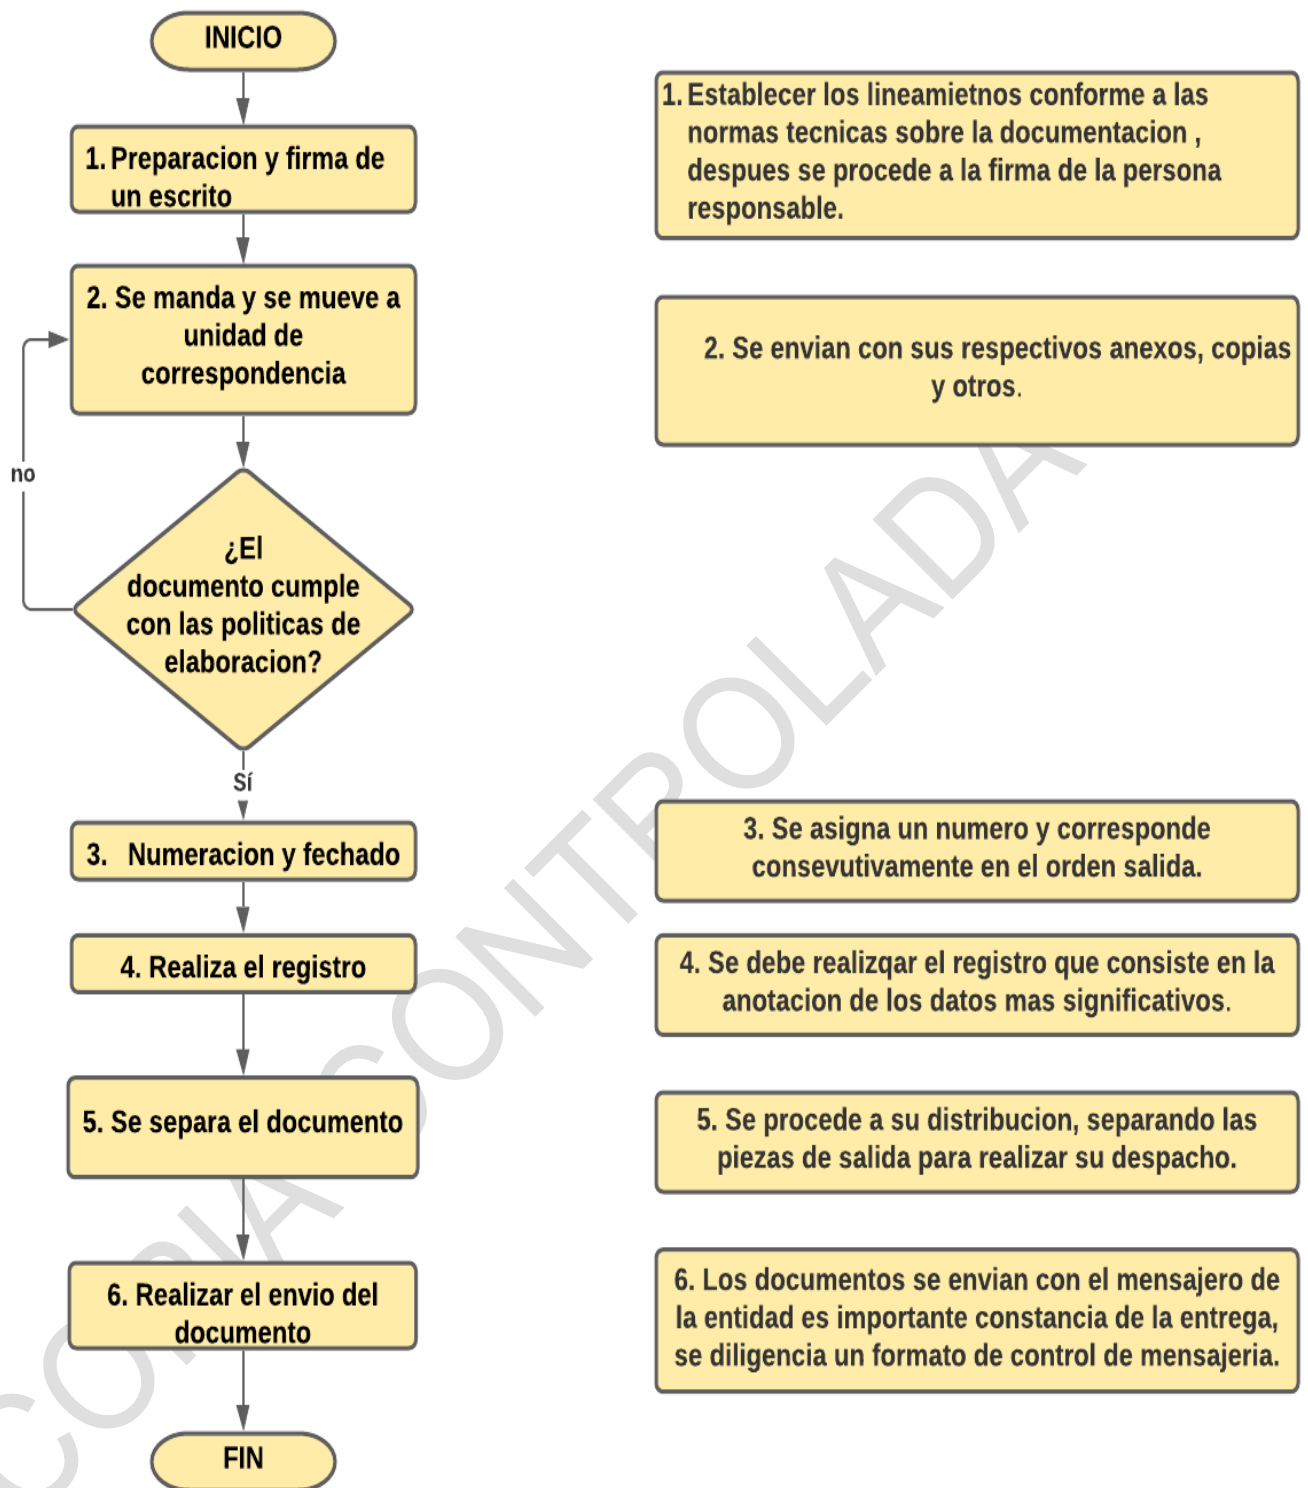 INICIO
1. Preparacion y firma de
un escrito
2. Se manda y se mueve a
unidad de
correspondencia
no
¿El
documento cumple
con las politicas de
elaboracion?
Sí
3. Numeracion y fechado
4. Realiza el registro
5. Se separa el documento
6. Realizar el envio del
documento
FIN
1. Establecer los lineamietnos conforme a las
normas tecnicas sobre la documentacion ,
despues se procede a la firma de la persona
responsable.
2. Se envian con sus respectivos anexos, copias
y otros.
3. Se asigna un numero y corresponde
consevutivamente en el orden salida.
4. Se debe realizqar el registro que consiste en la
anotacion de los datos mas significativos.
5. Se procede a su distribucion, separando las
piezas de salida para realizar su despacho.
6. Los documentos se envian con el mensajero de
la entidad es importante constancia de la entrega,
se diligencia un formato de control de mensajeria.
COPIA CONTROLADA